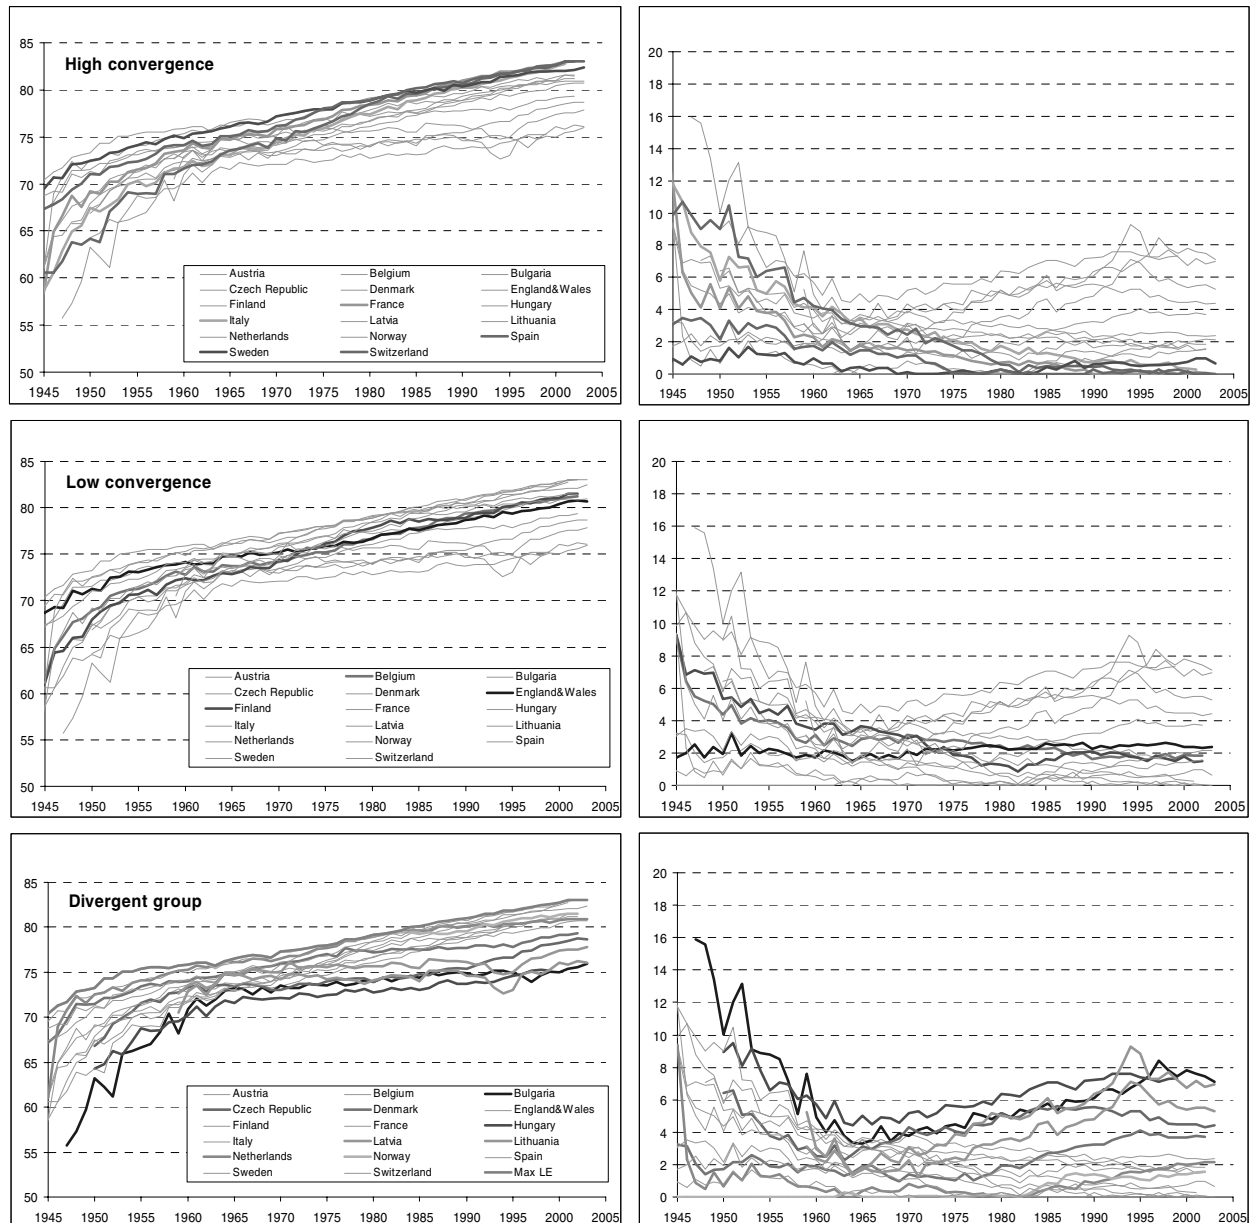 High convergence
85
80
75
70
65
60
55
50
1945 1950 1955 1960 1965 1970 1975 1980 1985 1990 1995 2000 2005
Austria Belgium Bulgaria
Czech Republic Denmark England&Wales
Finland France Hungary
Italy Latvia Lithuania
Netherlands Norway Spain
Sweden Switzerland
20
18
16
14
12
10
8
6
4
2
0
1945 1950 1955 1960 1965 1970 1975 1980 1985 1990 1995 2000 2005
Low convergence
85
80
75
70
65
60
55
50
1945 1950 1955 1960 1965 1970 1975 1980 1985 1990 1995 2000 2005
Austria Belgium Bulgaria
Czech Republic Denmark England&Wales
Finland France Hungary
Italy Latvia Lithuania
Netherlands Norway Spain
Sweden Switzerland
20
18
16
14
12
10
8
6
4
2
0
1945 1950 1955 1960 1965 1970 1975 1980 1985 1990 1995 2000 2005
Divergent group
85
80
75
70
65
60
55
50
1945 1950 1955 1960 1965 1970 1975 1980 1985 1990 1995 2000 2005
Austria Belgium Bulgaria
Czech Republic Denmark England&Wales
Finland France Hungary
Italy Latvia Lithuania
Netherlands Norway Spain
Sweden Switzerland Max LE
20
18
16
14
12
10
8
6
4
2
0
1945 1950 1955 1960 1965 1970 1975 1980 1985 1990 1995 2000 2005